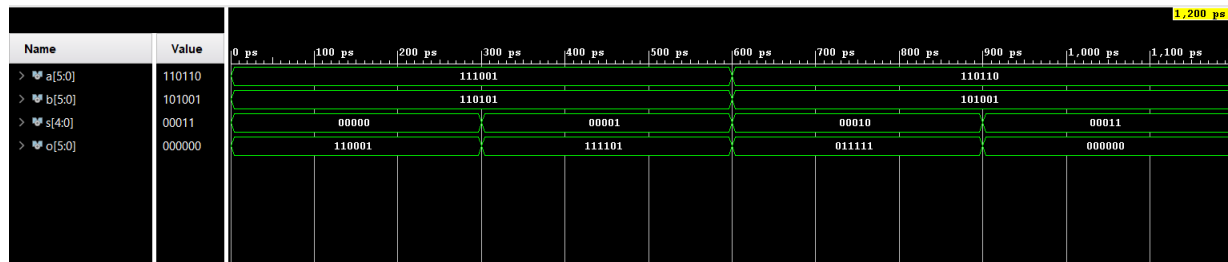 1,200 ps
Name Value 0 ps 100 ps 200 ps 300 ps 400 ps 500 ps 600 ps 700 ps 800 ps 900 ps 1,000 ps 1,100 ps
> a[5:0] 110110 111001 110110
> b[5:0] 101001 110101 101001
> s[4:0] 00011 00000 00001 00010 00011
> o[5:0] 000000 110001 111101 011111 000000